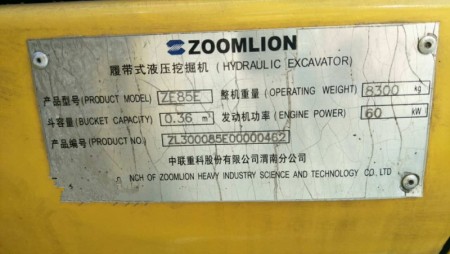 ZOOMLION
履带式液压挖掘机 (HYDRAULIC EXCAVATOR)
产品型号(PRODUCT MODEL) ZE85E 整机重量(OPERATING WEIGHT) 8300 kg
斗容量(BUCKET CAPACITY) 0.36 m³ 发动机功率(ENGINE POWER) 60 kW
产品编号(PRODUCT NO.) ZL300085E00000462
中联重科股份有限公司渭南分公司
NCH OF ZOOMLION HEAVY INDUSTRY SCIENCE AND TECHNOLOGY CO., LTD